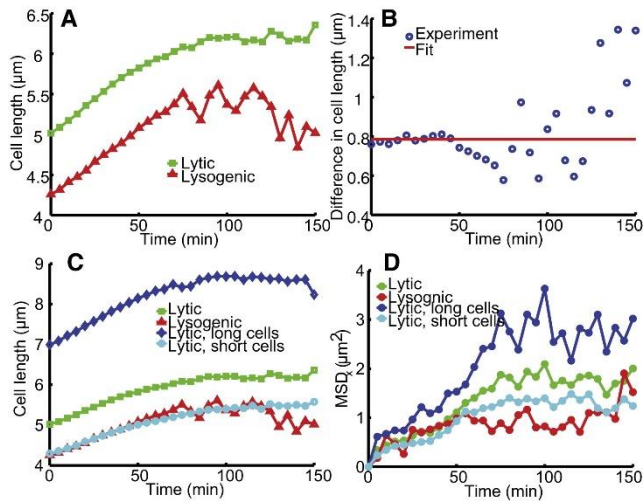 A
6.5
6
5.5
5
4.5
4
Cell length (µm)
Lytic
Lysogenic
0
50
100
150
Time (min)
B
1.4
1.2
1
0.8
0.6
0.4
Difference in cell length (µm)
Experiment
Fit
0
50
100
150
Time (min)
C
9
8
7
6
5
4
Cell length (µm)
Lytic
Lysogenic
Lytic, long cells
Lytic, short cells
0
50
100
150
Time (min)
D
4
3
2
1
0
MSD (µm²)
Lytic
Lysognic
Lytic, long cells
Lytic, short cells
0
50
100
150
Time (min)